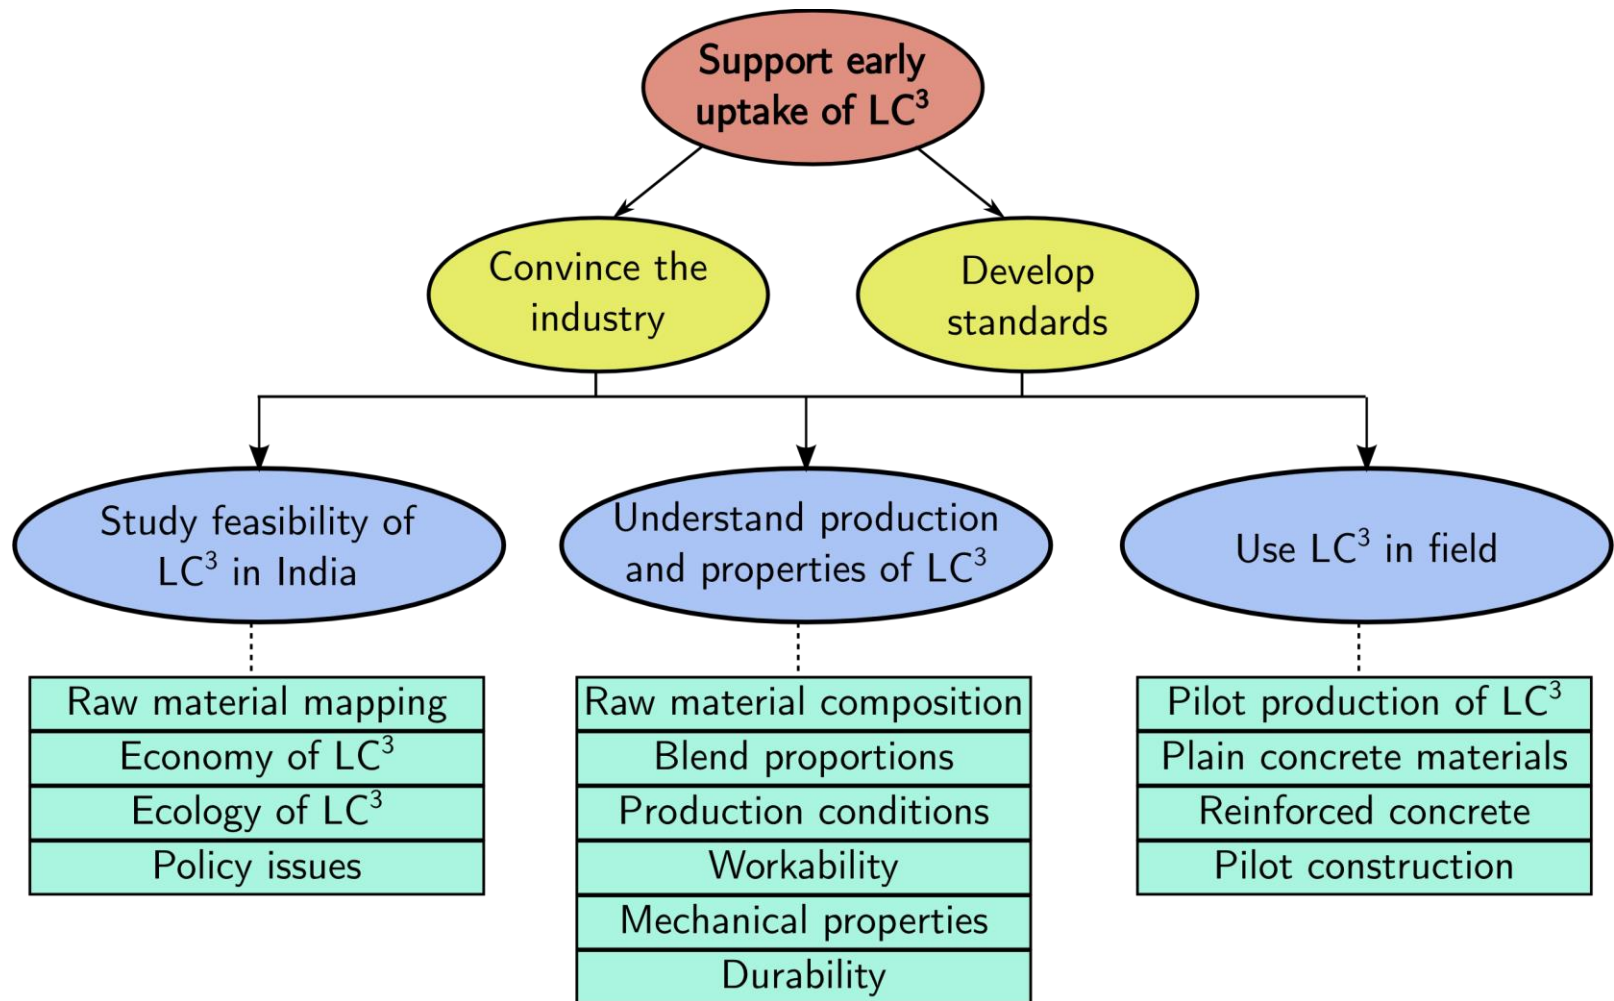 Support early
uptake of LC³
Convince the
industry
Develop
standards
Study feasibility of
LC³ in India
Understand production
and properties of LC³
Use LC³ in field
Raw material mapping
Economy of LC³
Ecology of LC³
Policy issues
Raw material composition
Blend proportions
Production conditions
Workability
Mechanical properties
Durability
Pilot production of LC³
Plain concrete materials
Reinforced concrete
Pilot construction